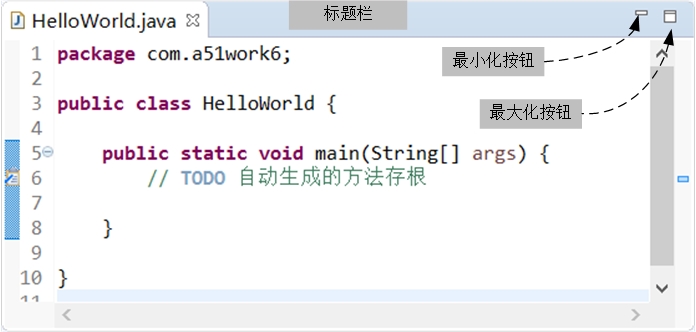 HelloWorld.java
标题栏
最小化按钮
最大化按钮
1 package com.a51work6;
2
3 public class HelloWorld {
4
5 public static void main(String[] args) {
6 // TODO 自动生成的方法存根
7
8 }
9
10 }
11